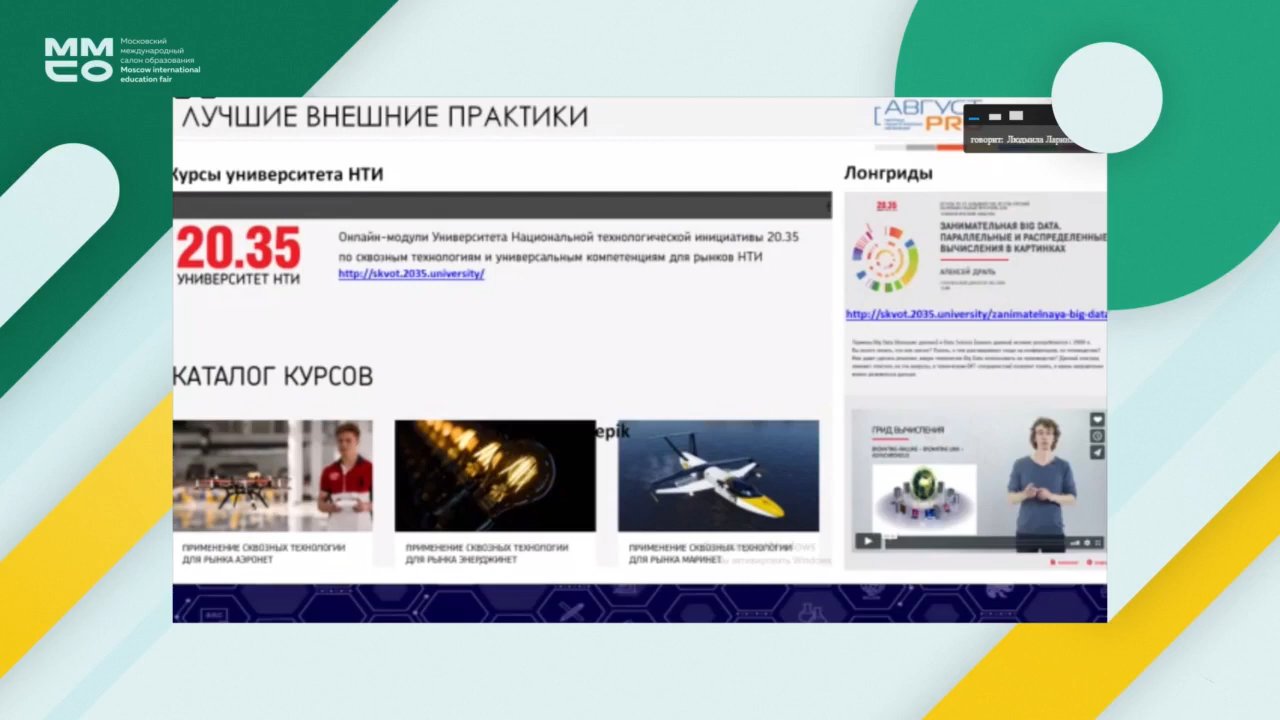 ММ
СО
Московский
международный
салон образования
Moscow international
education fair
ЛУЧШИЕ ВНЕШНИЕ ПРАКТИКИ
АВГУСТ
PRO
говорит: Людмила
Курсы университета НТИ
Лонгриды
20.35
УНИВЕРСИТЕТ НТИ
Онлайн-модули Университета Национальной технологической инициативы 20.35
по сквозным технологиям и универсальным компетенциям для рынков НТИ
http://skvot.2035.university/
20.35
ЗАНИМАТЕЛЬНАЯ BIG DATA.
ПАРАЛЛЕЛЬНЫЕ И РАСПРЕДЕЛЕННЫЕ
ВЫЧИСЛЕНИЯ В КАРТИНКАХ
АЛЕКСЕЙ ДРАЛЬ
http://skvot.2035.university/zanimatelnaya-big-data
КАТАЛОГ КУРСОВ
epik
ГРИД ВЫЧИСЛЕНИЯ
ПРИМЕНЕНИЕ СКВОЗНЫХ ТЕХНОЛОГИИ
ДЛЯ РЫНКА АЭРОНЕТ
ПРИМЕНЕНИЕ СКВОЗНЫХ ТЕХНОЛОГИИ
ДЛЯ РЫНКА ЭНЕРДЖИНЕТ
ПРИМЕНЕНИЕ СКВОЗНЫХ ТЕХНОЛОГИИ
ДЛЯ РЫНКА МАРИНЕТ